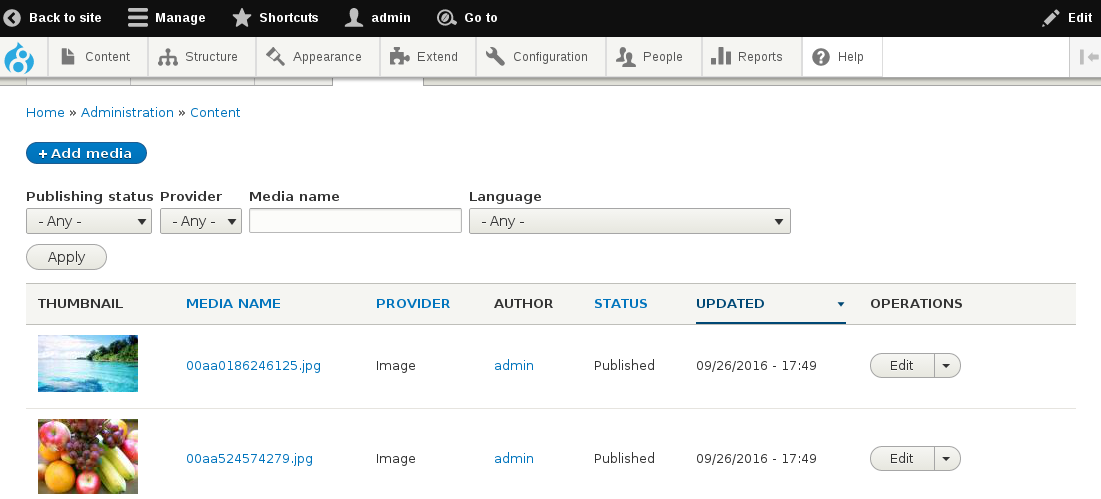 Back to site Manage Shortcuts admin Go to Edit
Content Structure Appearance Extend Configuration People Reports Help
Home » Administration » Content
+ Add media
Publishing status Provider Media name Language
- Any - - Any - - Any -
Apply
THUMBNAIL MEDIA NAME PROVIDER AUTHOR STATUS UPDATED OPERATIONS
00aa0186246125.jpg Image admin Published 09/26/2016 - 17:49 Edit
00aa524574279.jpg Image admin Published 09/26/2016 - 17:49 Edit